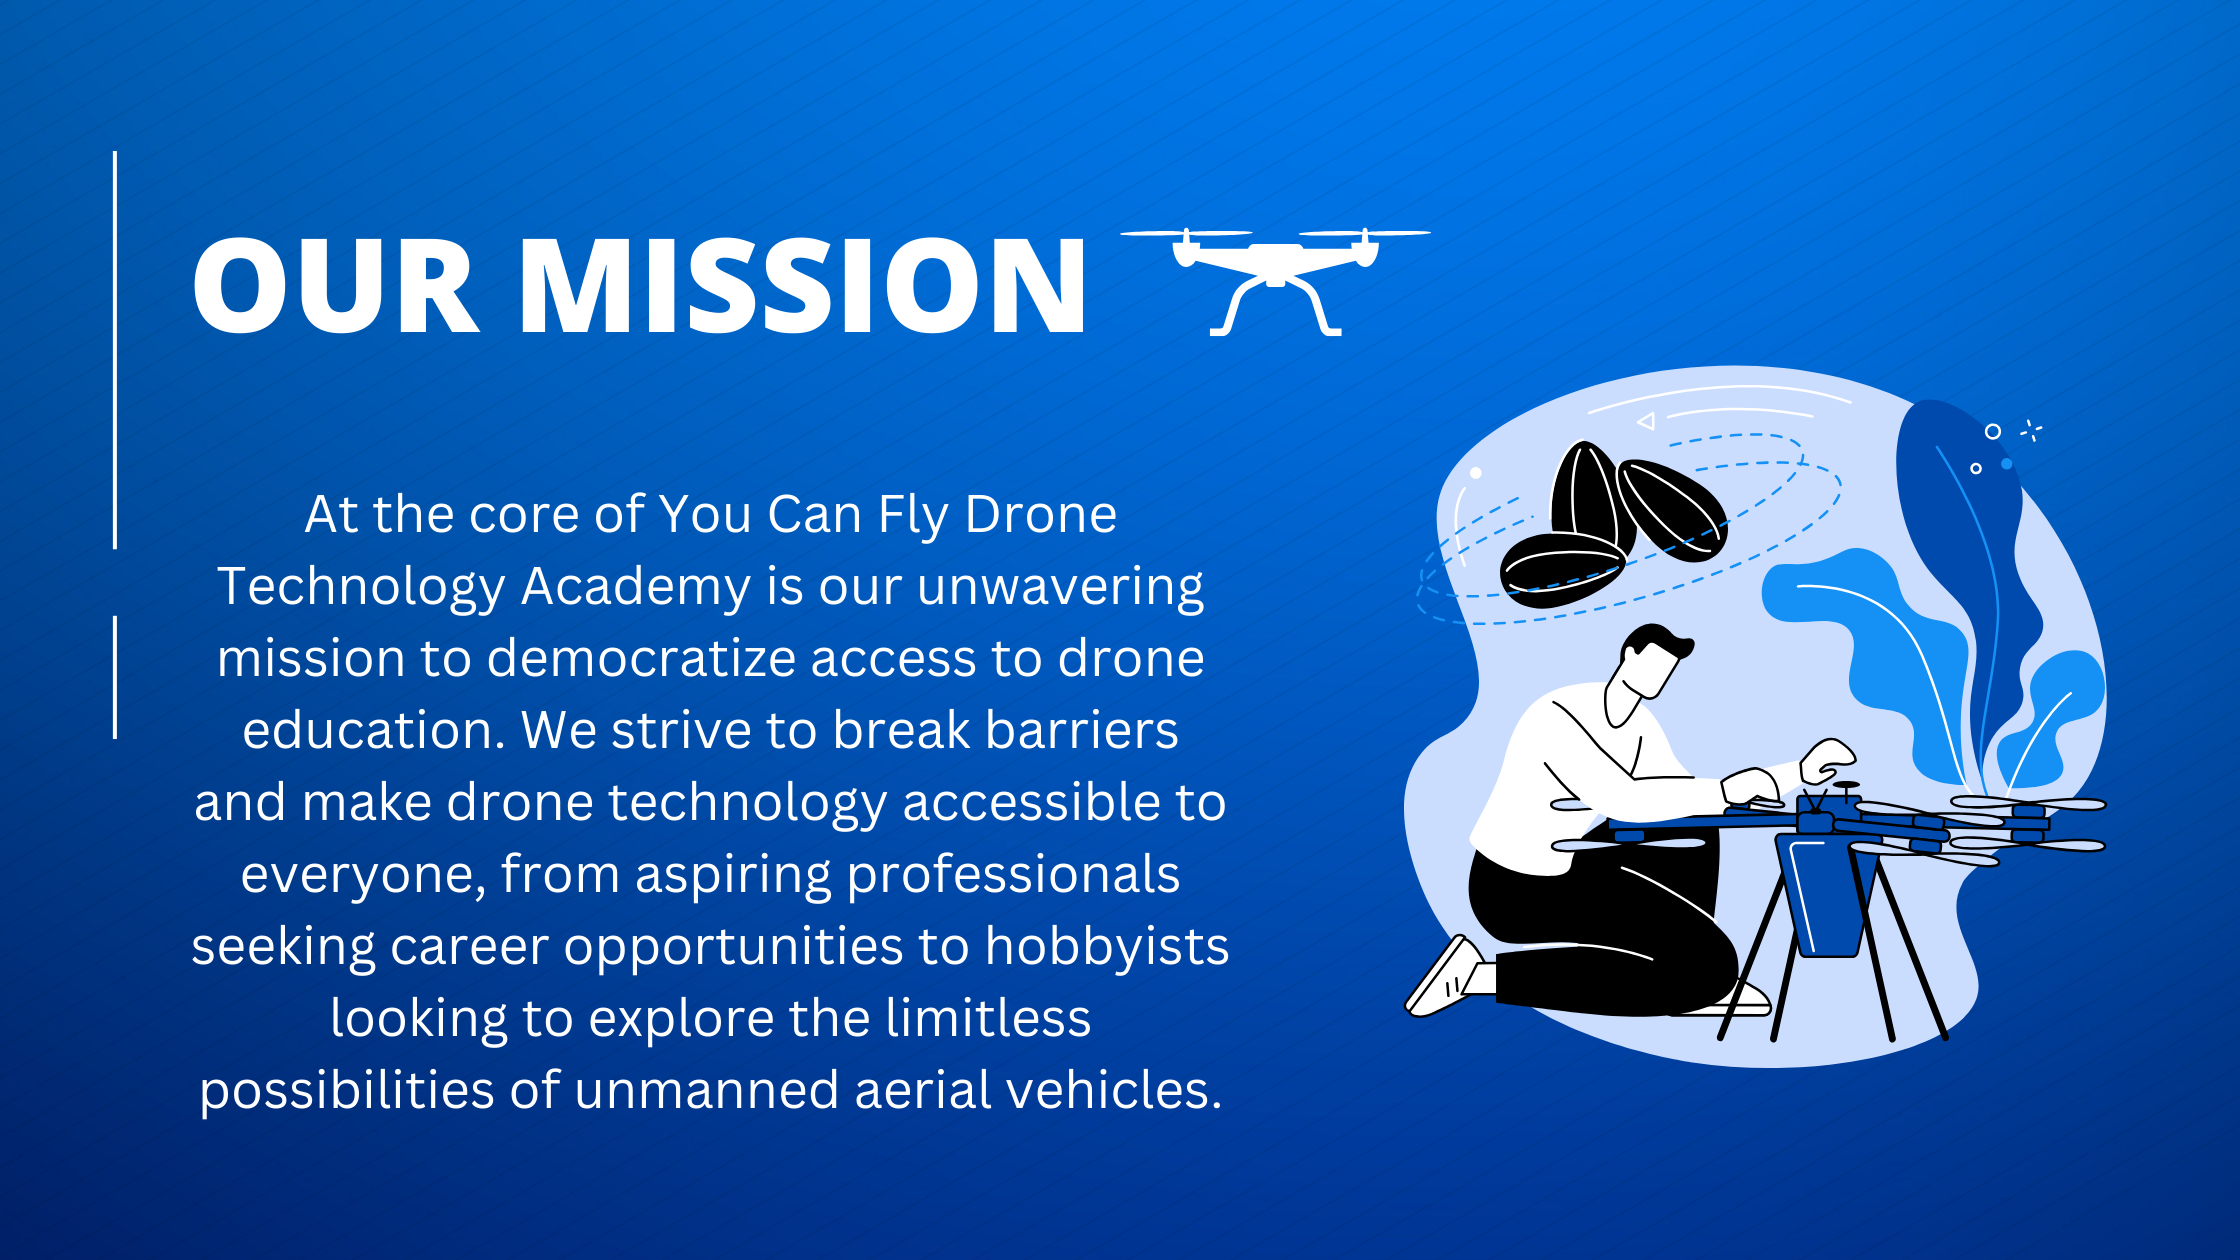 OUR MISSION
At the core of You Can Fly Drone
Technology Academy is our unwavering
mission to democratize access to drone
education. We strive to break barriers
and make drone technology accessible to
everyone, from aspiring professionals
seeking career opportunities to hobbyists
looking to explore the limitless
possibilities of unmanned aerial vehicles.